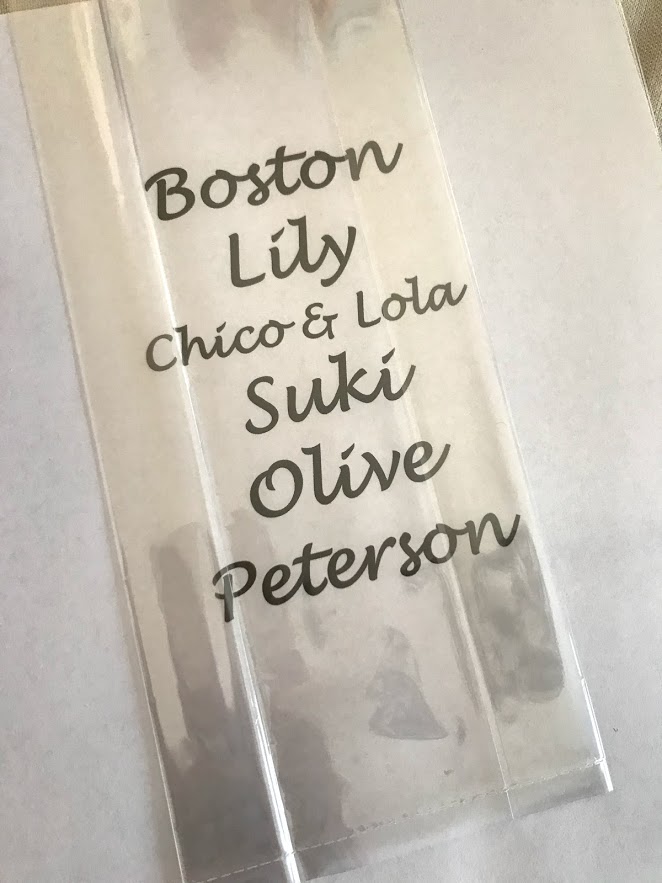 Boston
Lily
Chico & Lola
Suki
Olive
Peterson